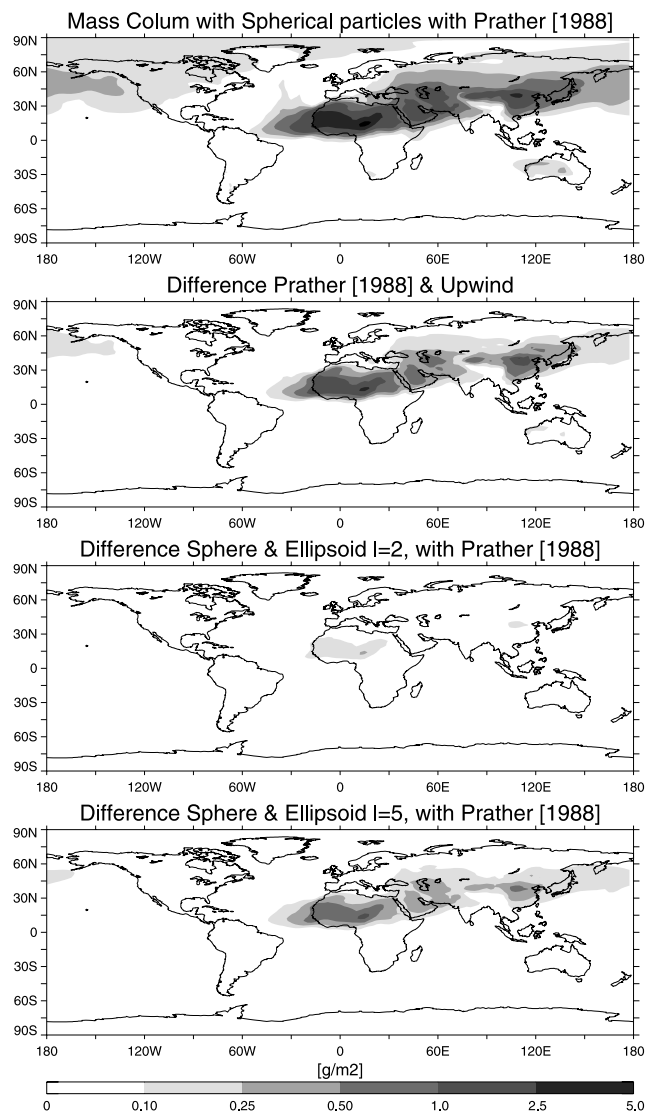 Mass Colum with Spherical particles with Prather [1988]
90N
60N
30N
0
30S
60S
90S
180 120W 60W 0 60E 120E 180
Difference Prather [1988] & Upwind
90N
60N
30N
0
30S
60S
90S
180 120W 60W 0 60E 120E 180
Difference Sphere & Ellipsoid l=2, with Prather [1988]
90N
60N
30N
0
30S
60S
90S
180 120W 60W 0 60E 120E 180
Difference Sphere & Ellipsoid l=5, with Prather [1988]
90N
60N
30N
0
30S
60S
90S
180 120W 60W 0 60E 120E 180
[g/m2]
0 0.10 0.25 0.50 1.0 2.5 5.0